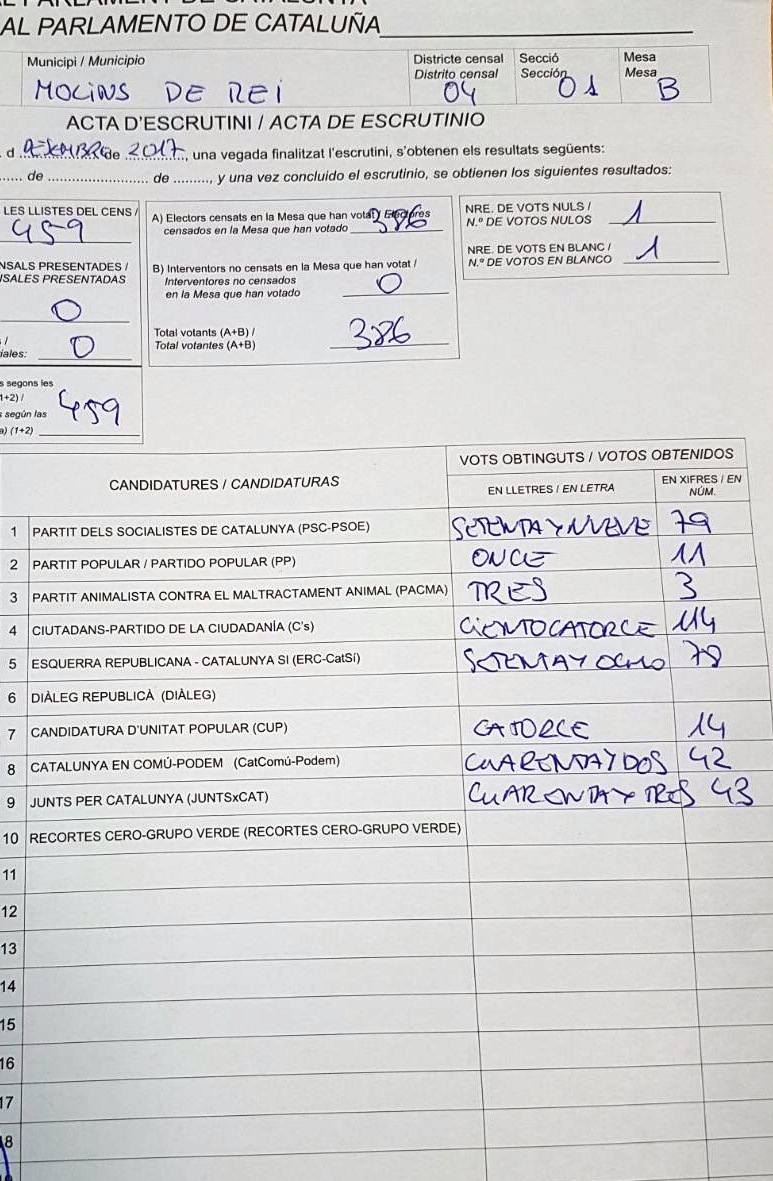 AL PARLAMENT DE CATALUNYA
AL PARLAMENTO DE CATALUÑA
Municipi / Municipio
MOLINS DE REI
Districte censal
Distrito censal
04
Secció
Sección
01
Mesa
Mesa
B
ACTA D'ESCRUTINI / ACTA DE ESCRUTINIO
d DESEMBRE de 2017, una vegada finalitzat l'escrutini, s'obtenen els resultats següents:
...... de ...................... de ........., y una vez concluido el escrutinio, se obtienen los siguientes resultados:
LES LLISTES DEL CENS /
459
NSALS PRESENTADES /
SALES PRESENTADAS
0
s /
iales: 0
s segons les
1+2) /
s según las
a) (1+2)
459
A) Electors censats en la Mesa que han votat / Electores
censados en la Mesa que han votado 386
B) Interventors no censats en la Mesa que han votat /
Interventores no censados
en la Mesa que han votado 0
Total votants (A+B) /
Total votantes (A+B) 386
NRE. DE VOTS NULS /
N.º DE VOTOS NULOS 1
NRE. DE VOTS EN BLANC /
N.º DE VOTOS EN BLANCO 1
CANDIDATURES / CANDIDATURAS
VOTS OBTINGUTS / VOTOS OBTENIDOS
EN LLETRES / EN LETRA
EN XIFRES / EN
NÚM.
1 PARTIT DELS SOCIALISTES DE CATALUNYA (PSC-PSOE) SETENTA Y NUEVE 79
2 PARTIT POPULAR / PARTIDO POPULAR (PP) ONCE 11
3 PARTIT ANIMALISTA CONTRA EL MALTRACTAMENT ANIMAL (PACMA) TRES 3
4 CIUTADANS-PARTIDO DE LA CIUDADANÍA (C's) CIENTOCATORCE 114
5 ESQUERRA REPUBLICANA - CATALUNYA SI (ERC-CatSí) SETENTA Y OCHO 78
6 DIÀLEG REPUBLICÀ (DIÀLEG)
7 CANDIDATURA D'UNITAT POPULAR (CUP) CATORCE 14
8 CATALUNYA EN COMÚ-PODEM (CatComú-Podem) CUARENTA Y DOS 42
9 JUNTS PER CATALUNYA (JUNTSxCAT) CUARENTA Y TRES 43
10 RECORTES CERO-GRUPO VERDE (RECORTES CERO-GRUPO VERDE)
11
12
13
14
15
16
17
18